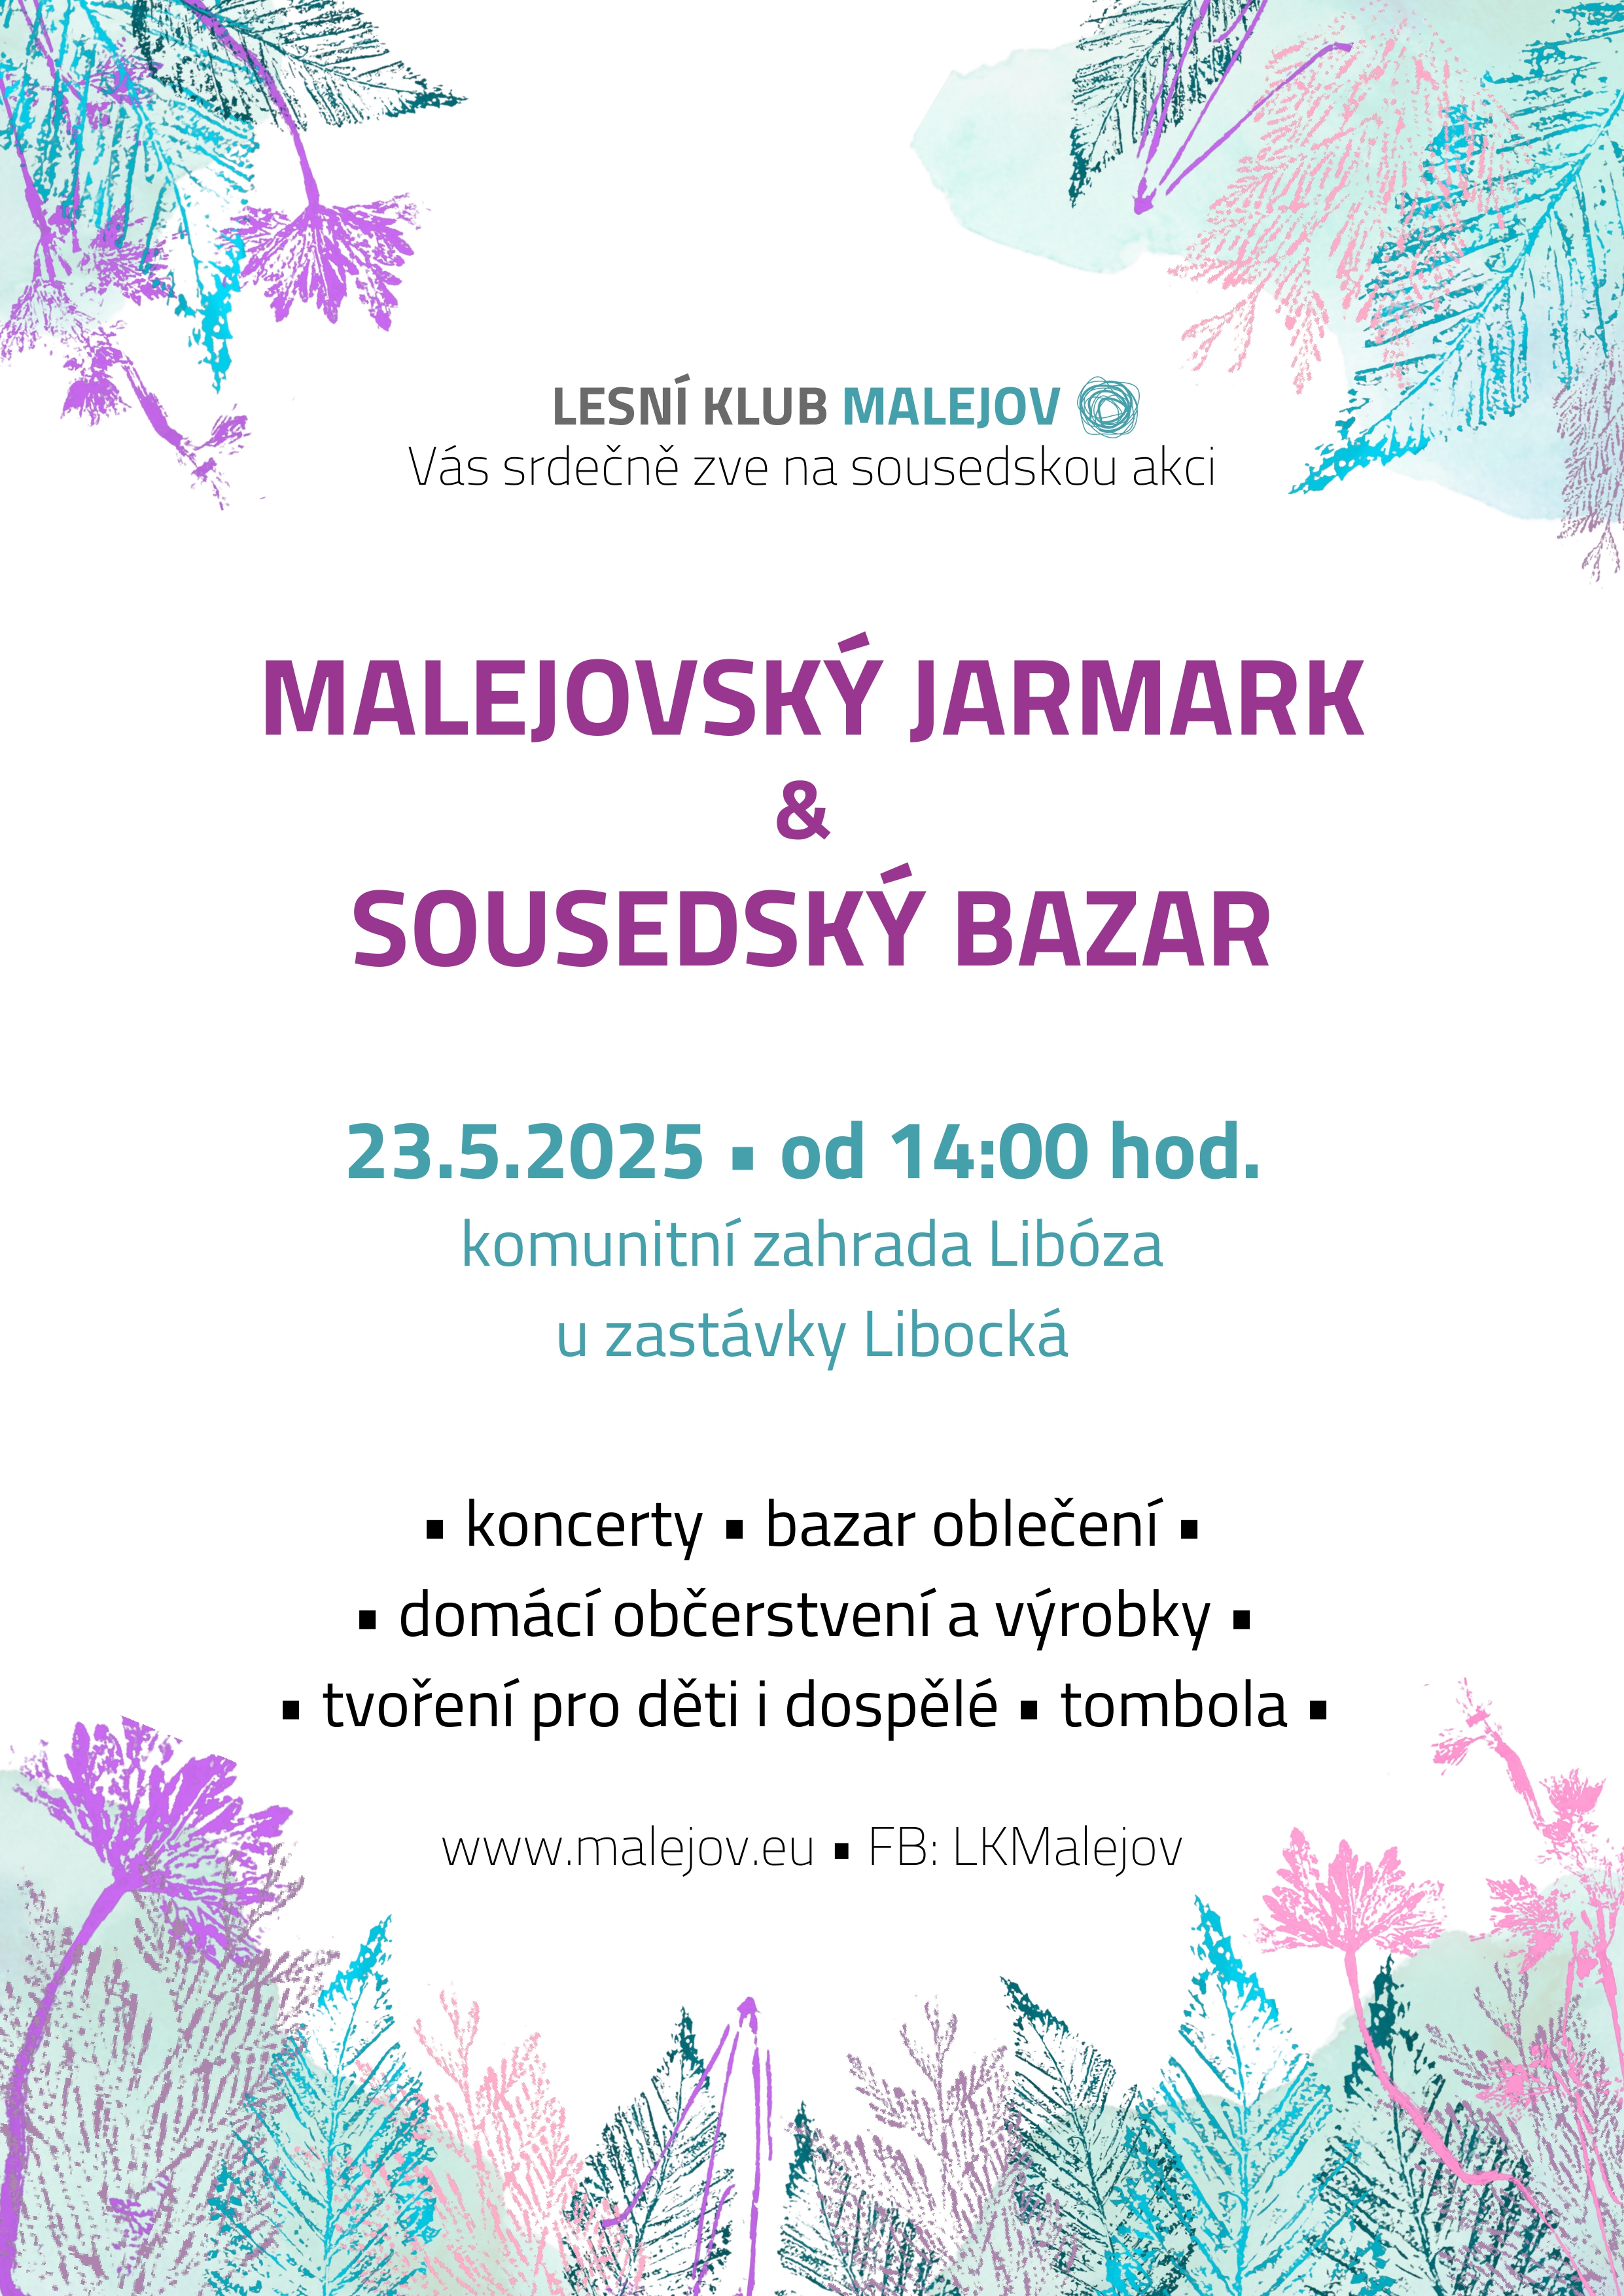 LESNÍ KLUB MALEJOV
Vás srdečně zve na sousedskou akci
MALEJOVSKÝ JARMARK
&
SOUSEDSKÝ BAZAR
23.5.2025 ▪ od 14:00 hod.
komunitní zahrada Libóza
u zastávky Libocká
▪ koncerty ▪ bazar oblečení ▪
▪ domácí občerstvení a výrobky ▪
▪ tvoření pro děti i dospělé ▪ tombola ▪
www.malejov.eu ▪ FB: LKMalejov